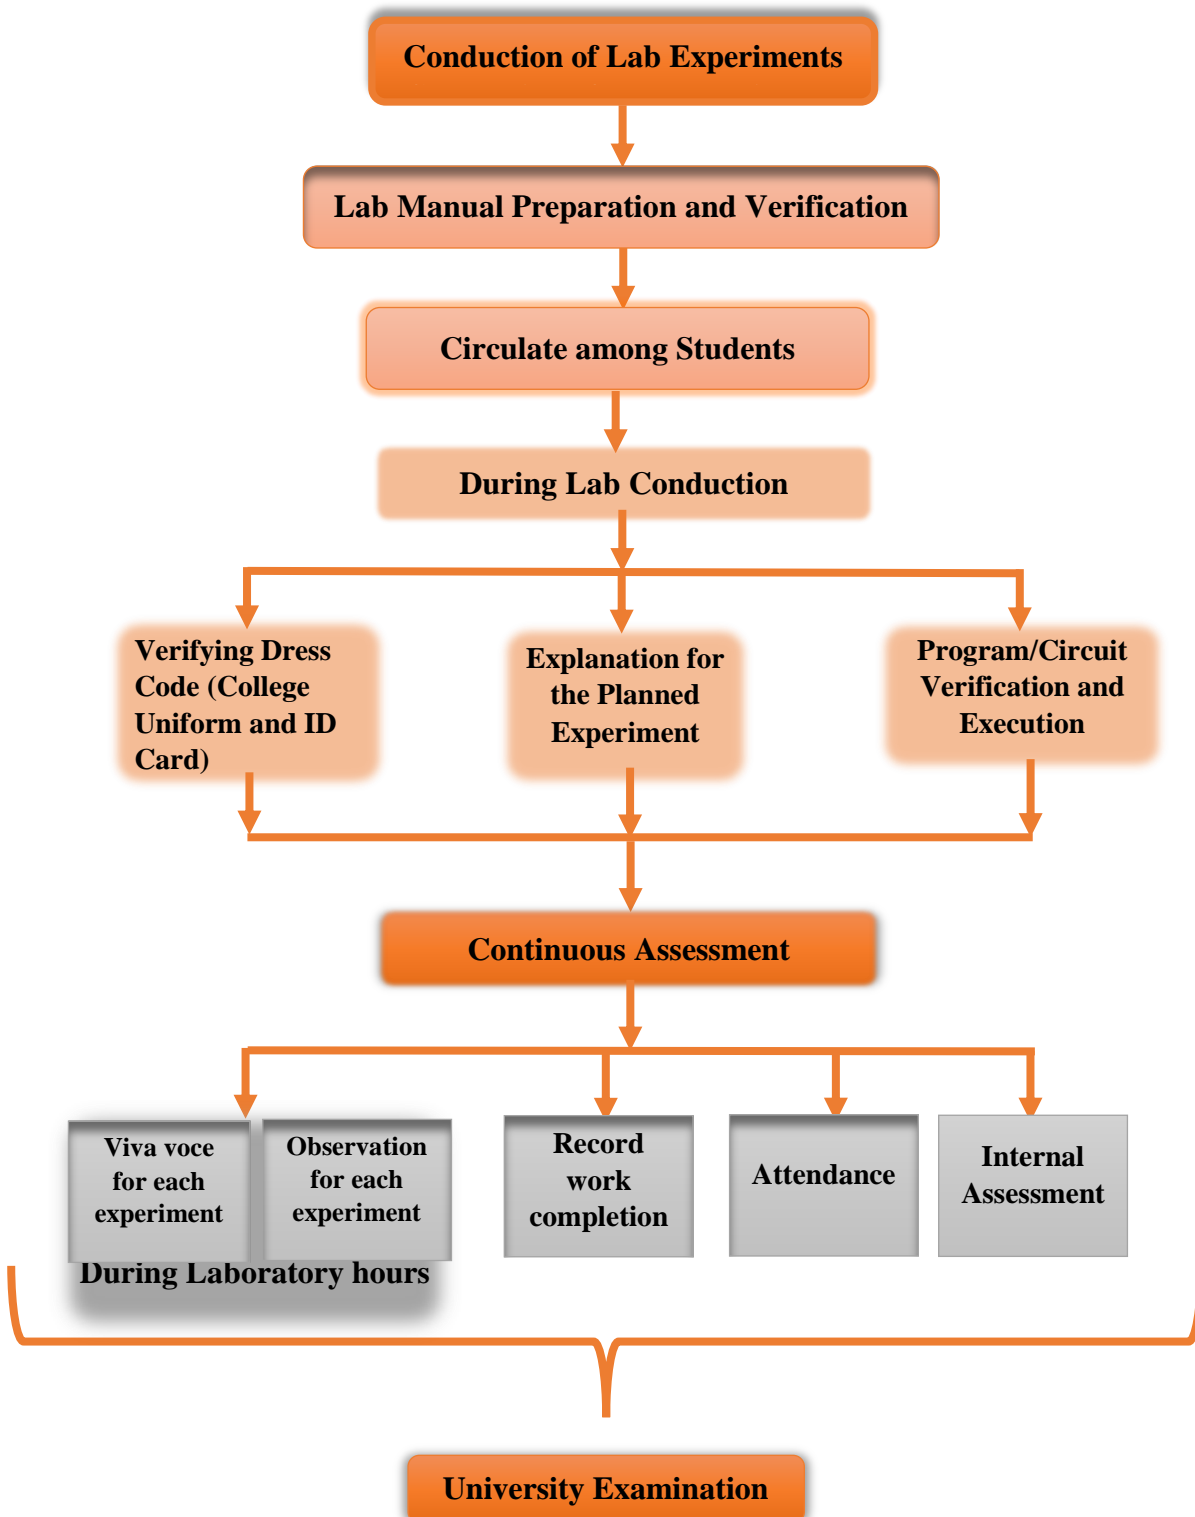 Conduction of Lab Experiments
Lab Manual Preparation and Verification
Circulate among Students
During Lab Conduction
Verifying Dress
Code (College
Uniform and ID
Card)
Explanation for
the Planned
Experiment
Program/Circuit
Verification and
Execution
Continuous Assessment
Viva voce
for each
experiment
Observation
for each
experiment
During Laboratory hours
Record
work
completion
Attendance
Internal
Assessment
University Examination